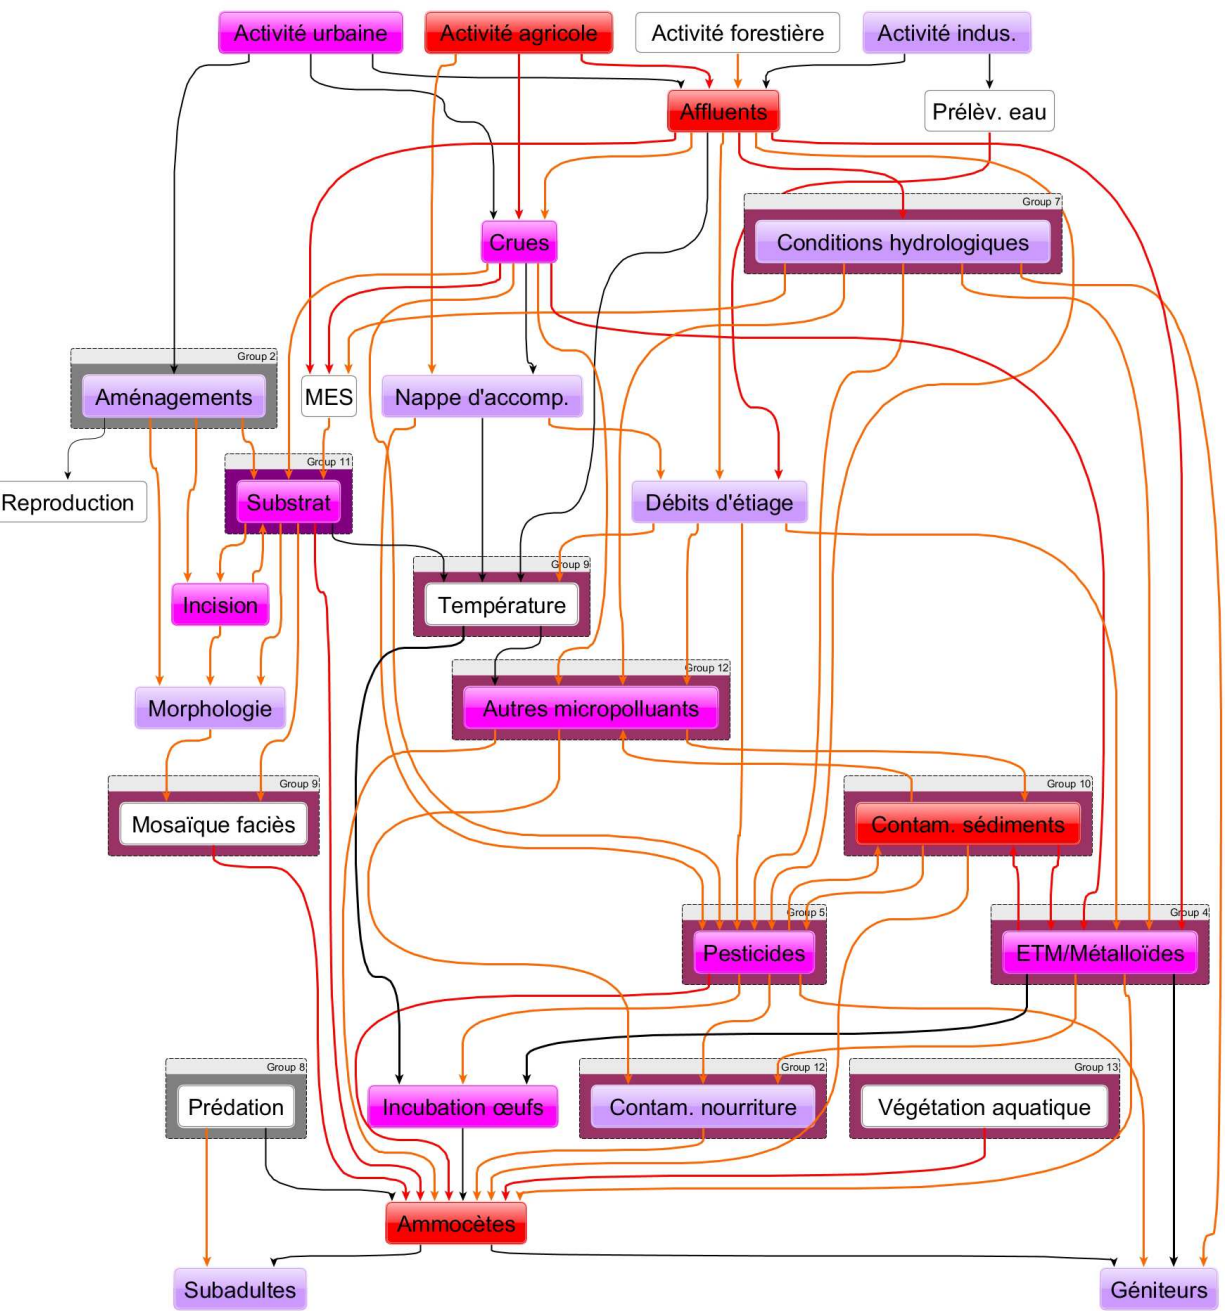 Activité urbaine
Activité agricole
Activité forestière
Activité indus.
Affluents
Prélèv. eau
Group 7
Crues
Conditions hydrologiques
Group 2
Aménagements
MES
Nappe d'accomp.
Group 11
Reproduction
Substrat
Débits d'étiage
Group 9
Incision
Température
Group 12
Morphologie
Autres micropolluants
Group 9
Group 10
Mosaïque faciès
Contam. sédiments
Group 5
Group 4
Pesticides
ETM/Métalloïdes
Group 8
Group 12
Group 13
Prédation
Incubation œufs
Contam. nourriture
Végétation aquatique
Ammocètes
Subadultes
Géniteurs